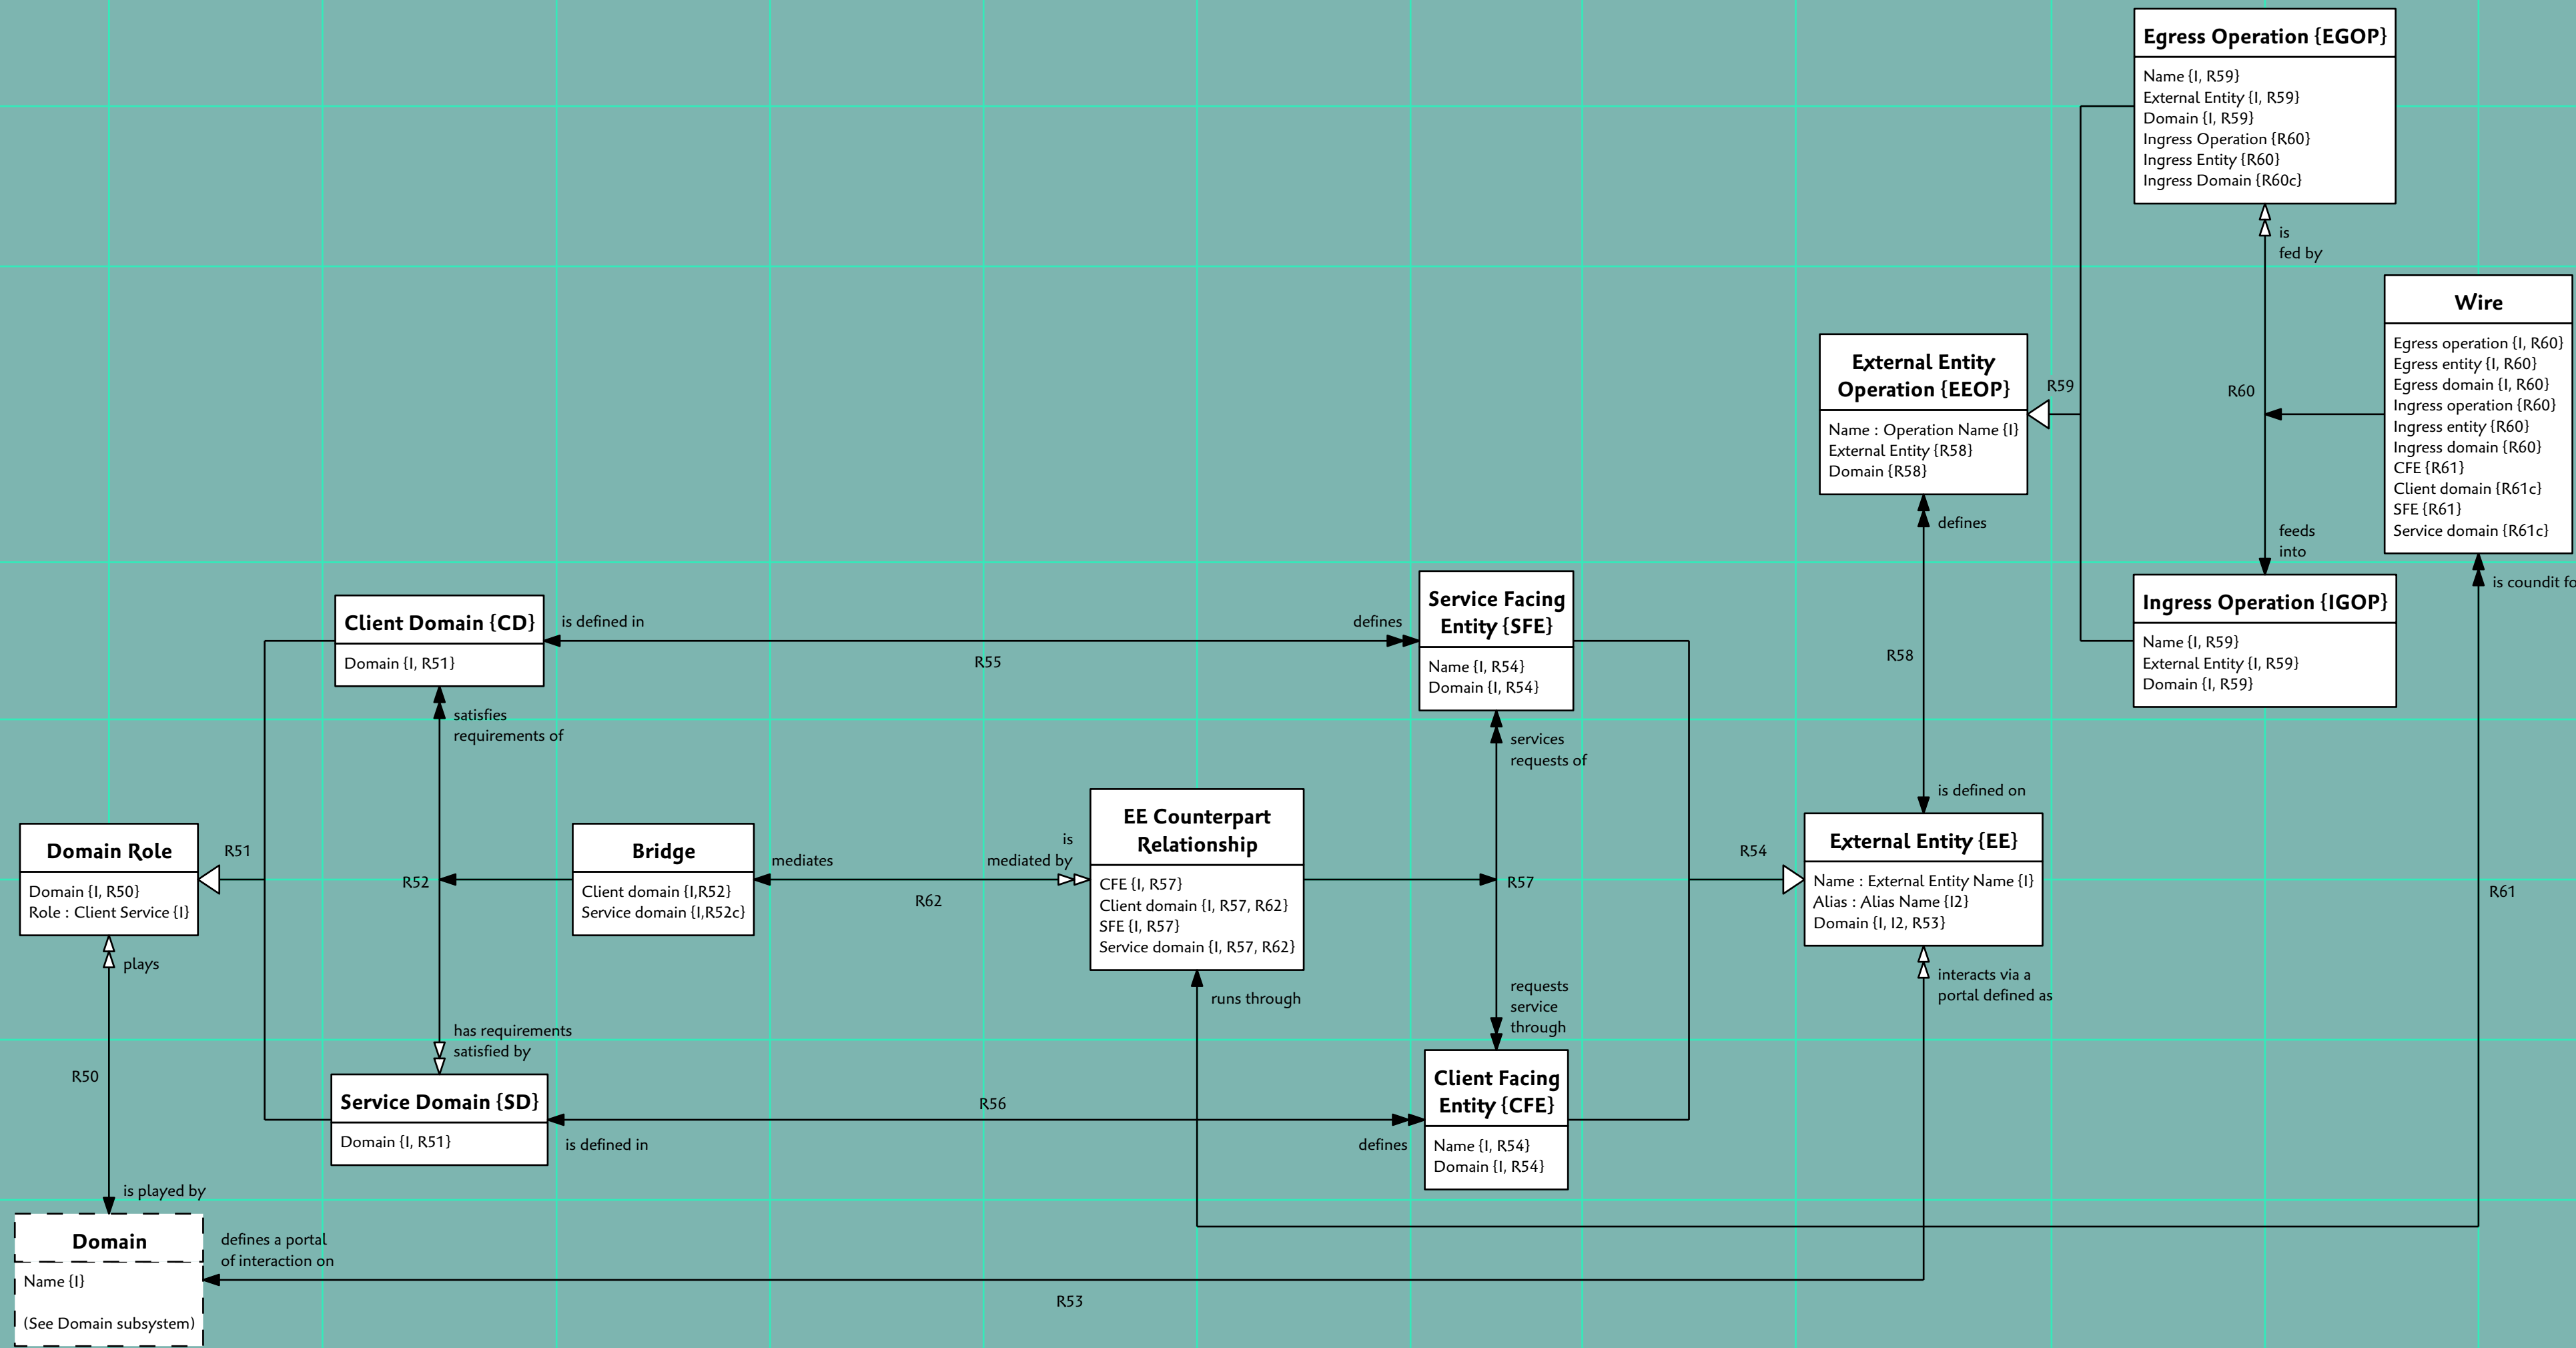 Egress Operation {EGOP}
Name {I, R59}
External Entity {I, R59}
Domain {I, R59}
Ingress Operation {R60}
Ingress Entity {R60}
Ingress Domain {R60c}
is
fed by
Wire
Egress operation {I, R60}
Egress entity {I, R60}
Egress domain {I, R60}
Ingress operation {R60}
Ingress entity {R60}
Ingress domain {R60}
CFE {R61}
Client domain {R61c}
SFE {R61}
Service domain {R61c}
External Entity
Operation {EEOP}
Name : Operation Name {I}
External Entity {R58}
Domain {R58}
R59
R60
feeds
into
is coundit fo
defines
Ingress Operation {IGOP}
Name {I, R59}
External Entity {I, R59}
Domain {I, R59}
Client Domain {CD}
Domain {I, R51}
is defined in
defines
R55
Service Facing
Entity {SFE}
Name {I, R54}
Domain {I, R54}
R58
satisfies
requirements of
services
requests of
is defined on
Domain Role
Domain {I, R50}
Role : Client Service {I}
R51
R52
Bridge
Client domain {I,R52}
Service domain {I,R52c}
mediates
is
mediated by
R62
EE Counterpart
Relationship
CFE {I, R57}
Client domain {I, R57, R62}
SFE {I, R57}
Service domain {I, R57, R62}
R57
R54
External Entity {EE}
Name : External Entity Name {I}
Alias : Alias Name {I2}
Domain {I, I2, R53}
R61
plays
runs through
requests
service
through
interacts via a
portal defined as
has requirements
satisfied by
R50
Service Domain {SD}
Domain {I, R51}
R56
is defined in
defines
Client Facing
Entity {CFE}
Name {I, R54}
Domain {I, R54}
is played by
Domain
Name {I}
(See Domain subsystem)
defines a portal
of interaction on
R53